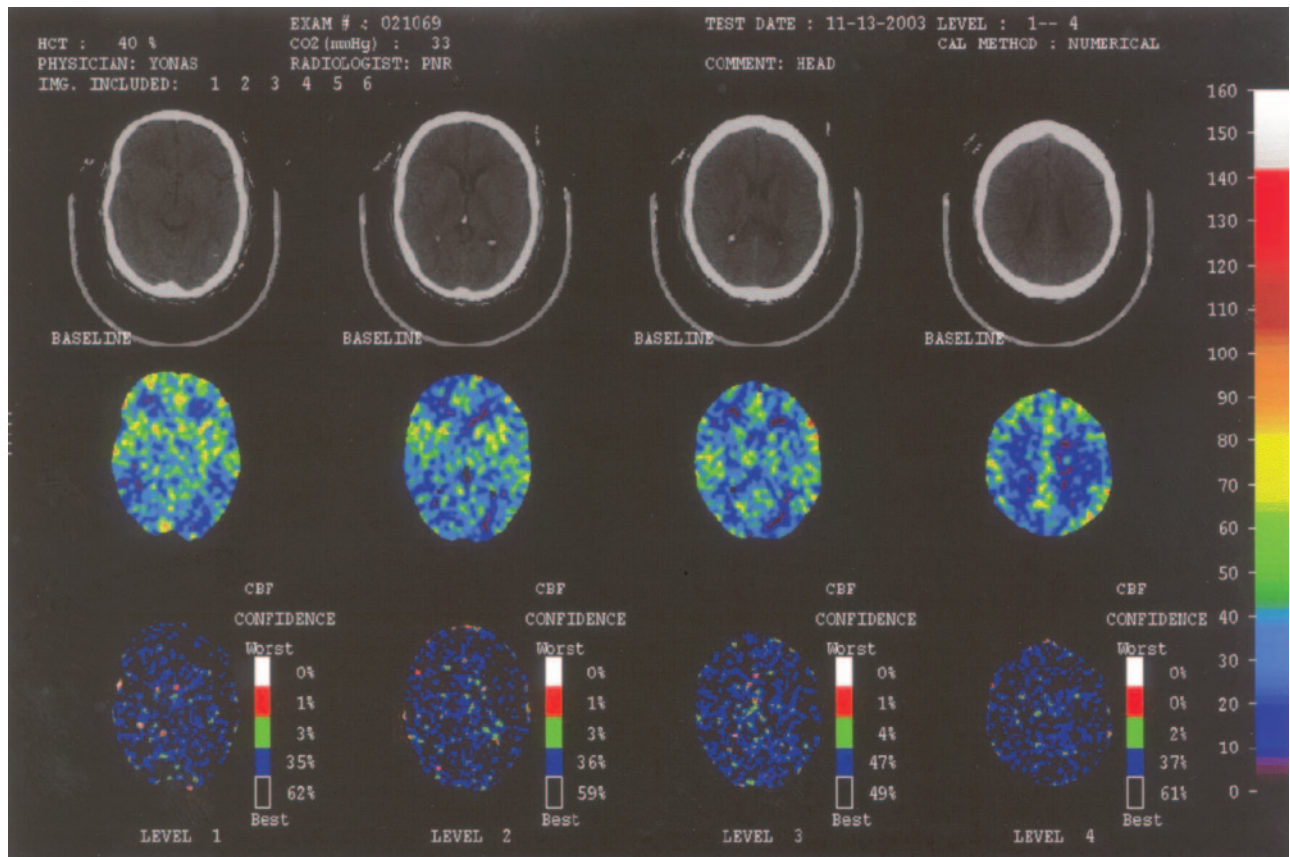 EXAM # : 021069 TEST DATE : 11-13-2003 LEVEL : 1-- 4
HCT : 40 % CO2(mmHg) : 33 CAL METHOD : NUMERICAL
PHYSICIAN: YONAS RADIOLOGIST: PNR COMMENT: HEAD
IMG. INCLUDED: 1 2 3 4 5 6
BASELINE BASELINE BASELINE BASELINE
160
150
140
130
120
110
100
90
80
70
60
50
40
30
20
10
0
CBF CBF CBF CBF
CONFIDENCE CONFIDENCE CONFIDENCE CONFIDENCE
Worst Worst Worst Worst
0% 0% 0% 0%
1% 1% 1% 0%
3% 3% 4% 2%
35% 36% 47% 37%
62% 59% 49% 61%
Best Best Best Best
LEVEL 1 LEVEL 2 LEVEL 3 LEVEL 4